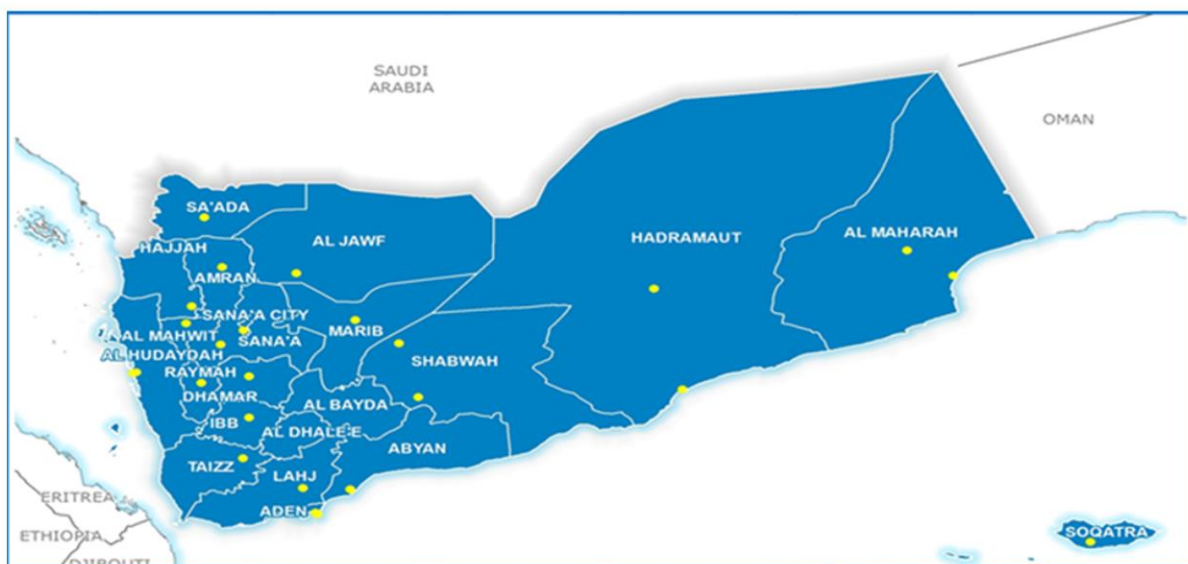 SAUDI
ARABIA
OMAN
SA'ADA
HAJJAH
AL JAWF
HADRAMAUT
AL MAHARAH
AMRAN
SANA'A CITY
AL MAHWIT
SANA'A
MARIB
AL HUDAYDAH
SHABWAH
RAYMAH
DHAMAR
AL BAYDA
IBB
AL DHALE'E
ABYAN
TAIZZ
LAHJ
ADEN
ERITREA
ETHIOPIA
DJIBOUTI
SOQATRA